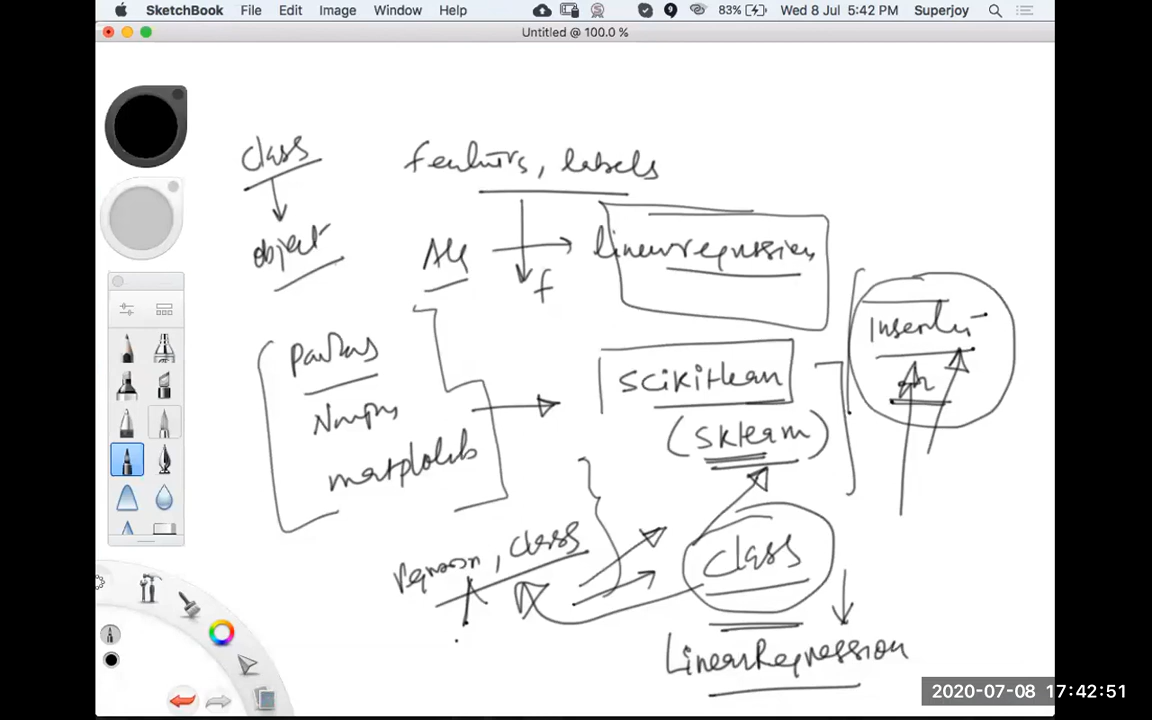 SketchBook File Edit Image Window Help 83% Wed 8 Jul 5:42 PM Superjoy
Untitled @ 100.0 %
class
features, labels
object
Alg
linearregression
f
Pandas
Numpy
matplotlib
scikitlearn
(sklearn)
regression, class
class
LinearRegression
2020-07-08 17:42:51